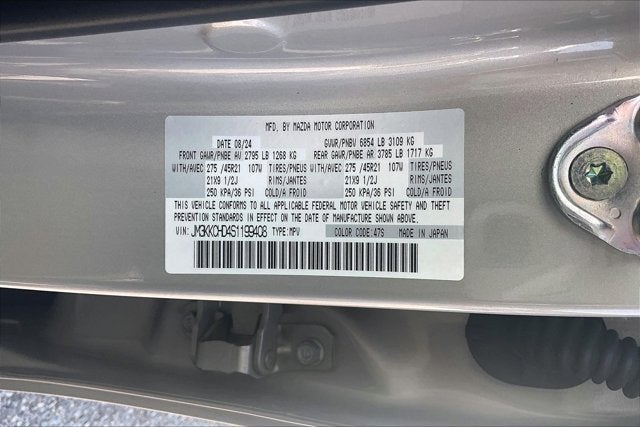 MFD. BY MAZDA MOTOR CORPORATION
DATE 08/24 GVWR/PNBV 6854 LB 3109 KG
FRONT GAWR/PNBE AV 2795 LB 1268 KG REAR GAWR/PNBE AR 3785 LB 1717 KG
WITH/AVEC 275 /45R21 107W TIRES/PNEUS WITH/AVEC 275 /45R21 107W TIRES/PNEUS
21X9 1/2J RIMS/JANTES 21X9 1/2J RIMS/JANTES
250 KPA/36 PSI COLD/A FROID 250 KPA/36 PSI COLD/A FROID
THIS VEHICLE CONFORMS TO ALL APPLICABLE FEDERAL MOTOR VEHICLE SAFETY AND THEFT
PREVENTION STANDARDS IN EFFECT ON THE DATE OF MANUFACTURE SHOWN ABOVE.
VIN: JM3KKCHD4S1199408 TYPE: MPV COLOR CODE: 47S MADE IN JAPAN